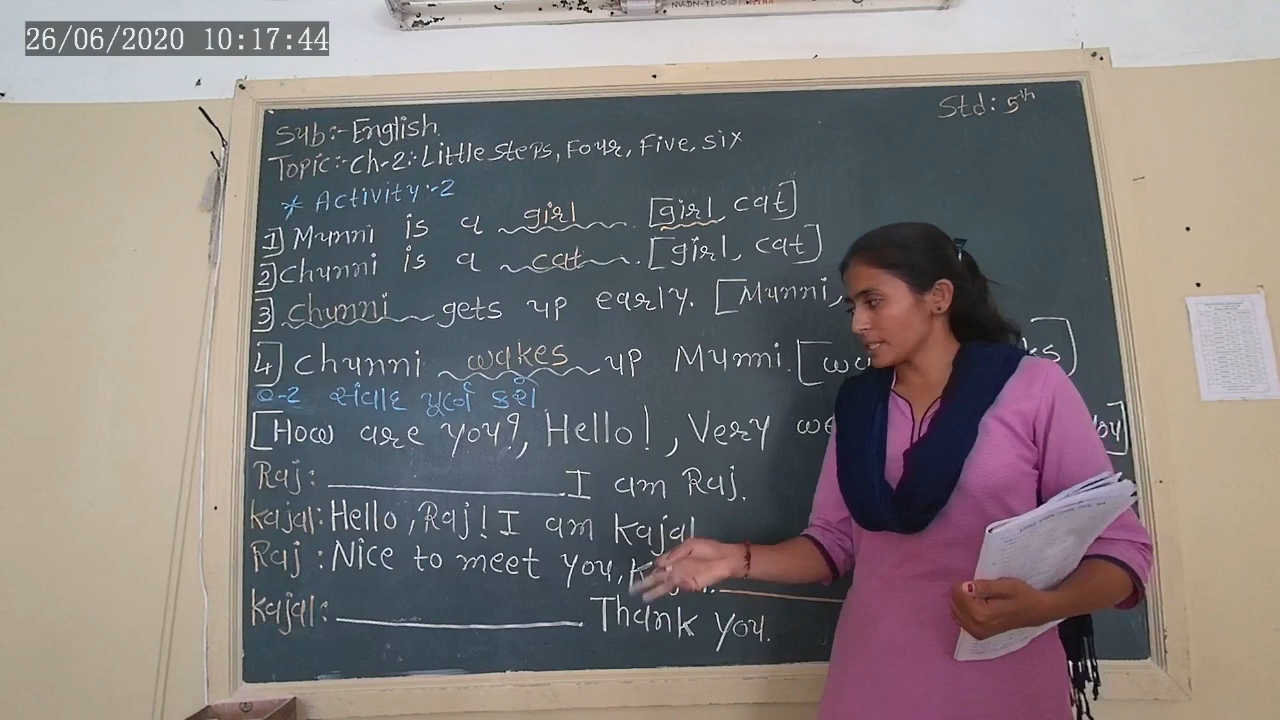 26/06/2020 10:17:44
Std: 5th
Sub:- English
Topic:- Ch-2: Little steps, Four, Five, six
* Activity:-2
1] Munni is a girl. [girl, cat]
2] Chunni is a cat. [girl, cat]
3] chunni gets up early. [Munni,
4] Chunni wakes up Munni. [
Q-2 સંવાદ પૂર્ણ કરો
[How are you?, Hello!, Very
Raj: ____________ I am Raj.
Kajal: Hello, Raj! I am Kajal
Raj: Nice to meet you,
Kajal: ____________. Thank you.